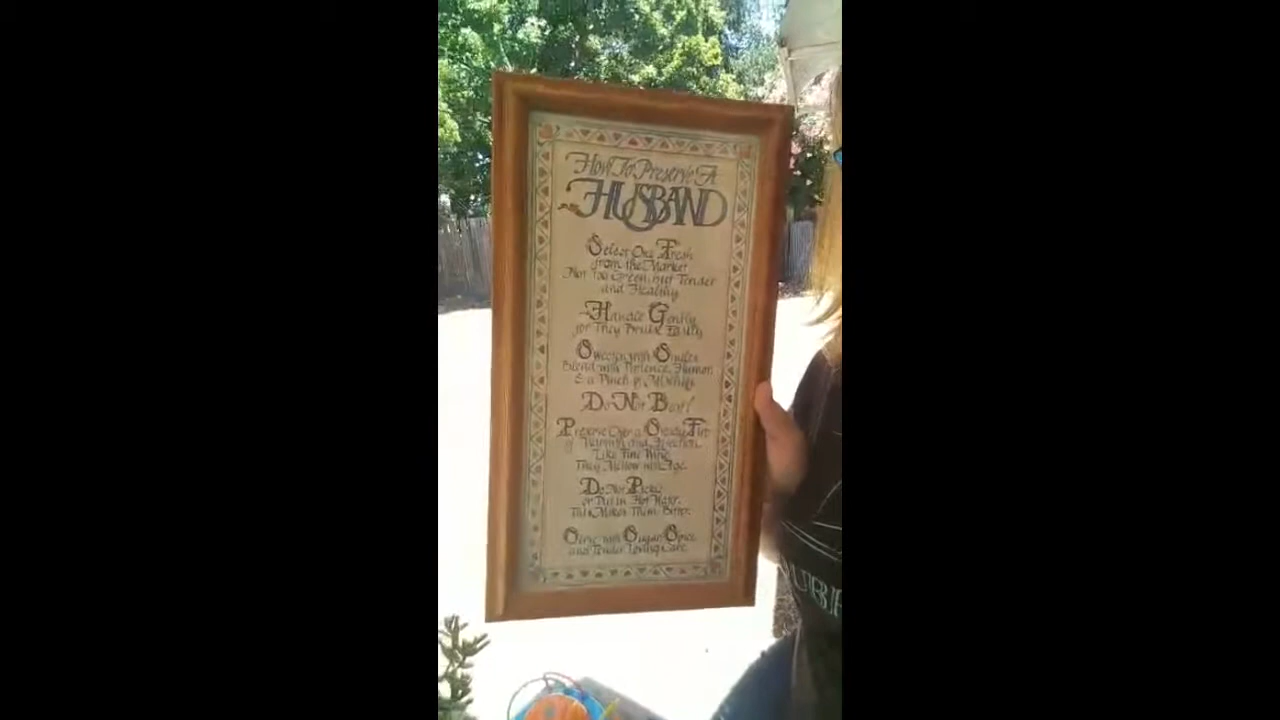 How To Preserve A
HUSBAND
Select One Fresh
from the Market
Not Too Green, but Tender
and Healthy
Handle Gently
for They Bruise Easily
Sweeten with Smiles
Blend with Patience, Humor
& a Pinch of
Do Not Boil!
Preserve Over a Steady Fire
of Warmth and Affection.
Like Fine Wine
They Mellow with Age.
Do Not Pickle
or Put in Hot Water.
This Makes Them Bitter.
Serve with Sugar, Spice
and Tender Loving Care